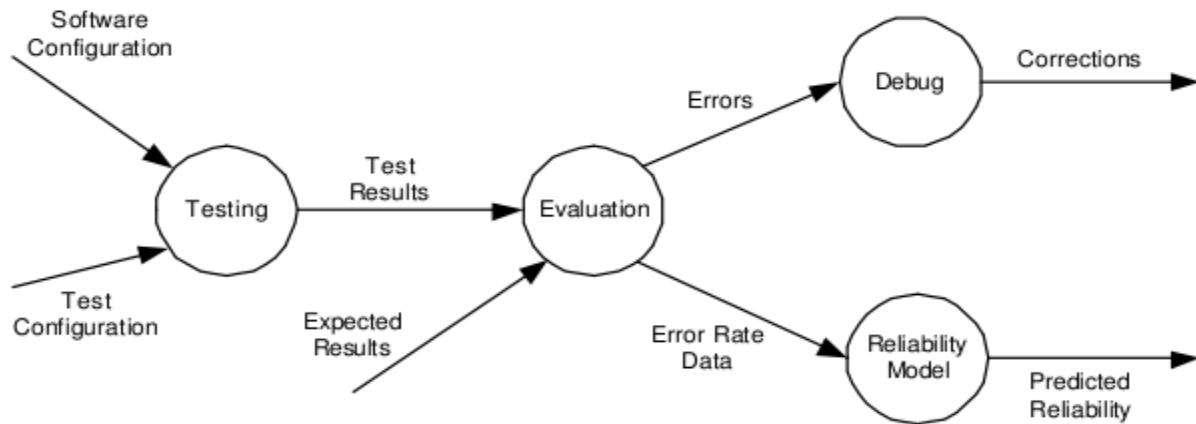 Software
Configuration
Testing
Test
Configuration
Test
Results
Expected
Results
Evaluation
Errors
Debug
Corrections
Error Rate
Data
Reliability
Model
Predicted
Reliability